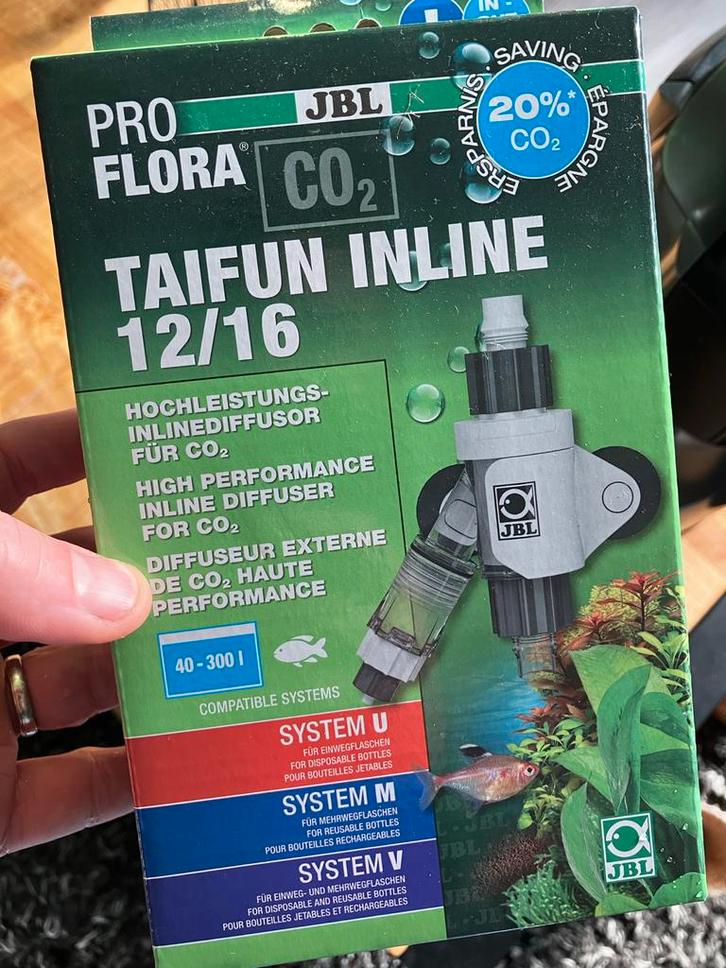 IN-
OUT
JBL
PRO
FLORA®
CO₂
ERSPARNIS · SAVING · ÉPARGNE
20%*
CO₂
TAIFUN INLINE
12/16
HOCHLEISTUNGS-
INLINEDIFFUSOR
FÜR CO₂
HIGH PERFORMANCE
INLINE DIFFUSER
FOR CO₂
DIFFUSEUR EXTERNE
DE CO₂ HAUTE
PERFORMANCE
JBL
40 - 300 l
COMPATIBLE SYSTEMS
SYSTEM U
FÜR EINWEGFLASCHEN
FOR DISPOSABLE BOTTLES
POUR BOUTEILLES JETABLES
SYSTEM M
FÜR MEHRWEGFLASCHEN
FOR REUSABLE BOTTLES
POUR BOUTEILLES RECHARGEABLES
SYSTEM V
FÜR EINWEG- UND MEHRWEGFLASCHEN
FOR DISPOSABLE AND REUSABLE BOTTLES
POUR BOUTEILLES JETABLES ET RECHARGEABLES
JBL